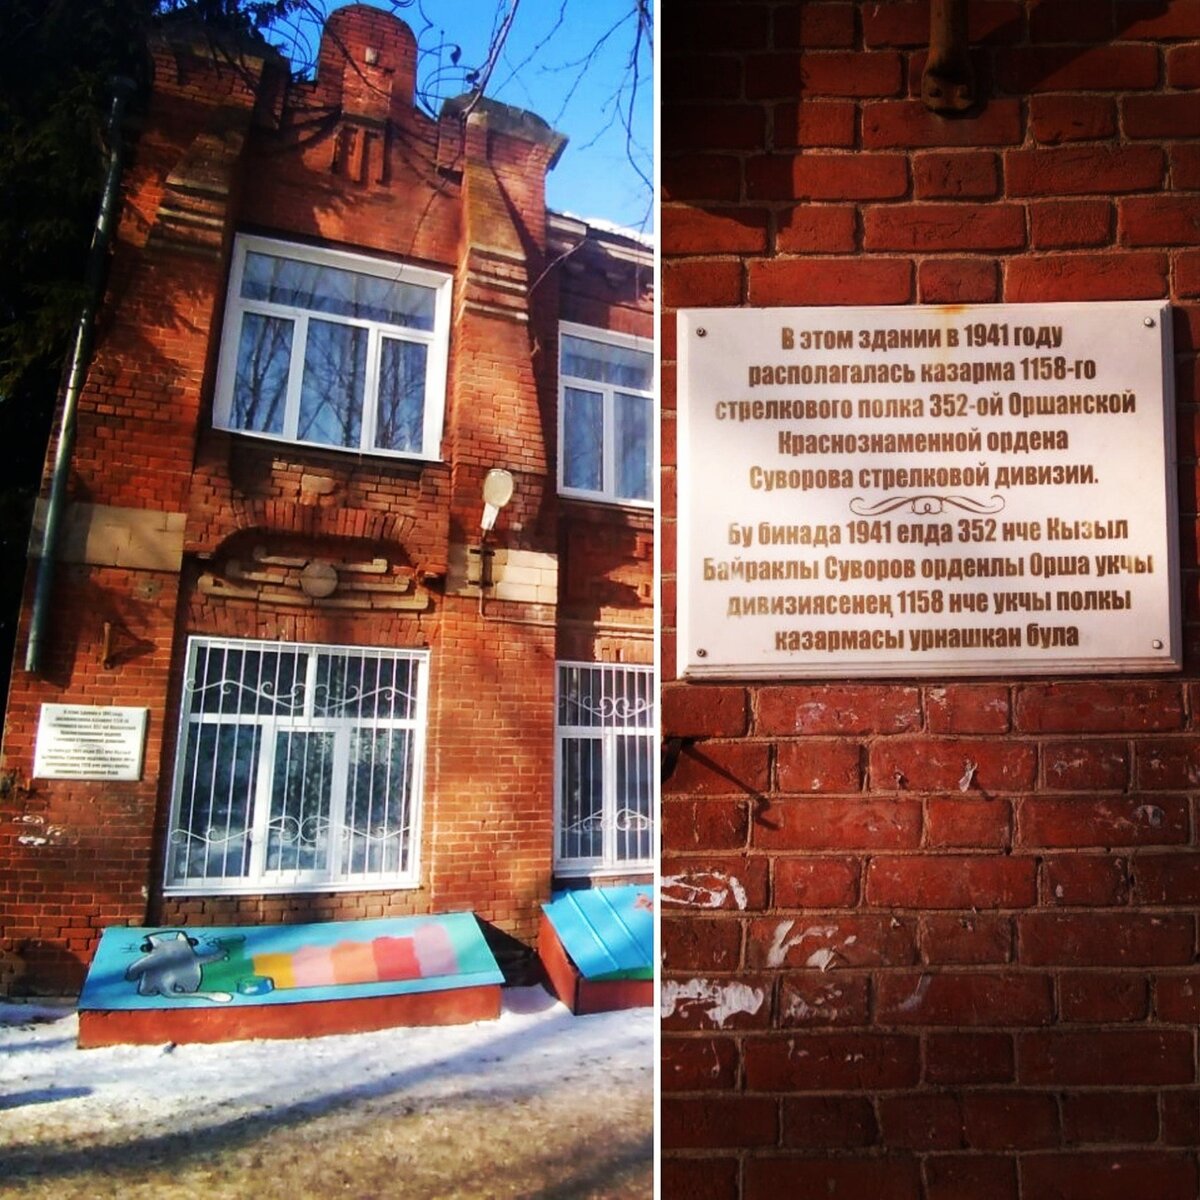 В этом здании в 1941 году
располагалась казарма 1158-го
стрелкового полка 352-ой Оршанской
Краснознаменной ордена
Суворова стрелковой дивизии.
Бу бинада 1941 елда 352 нче Кызыл
Байраклы Суворов орденлы Орша укчы
дивизиясенең 1158 нче укчы полкы
казармасы урнашкан була